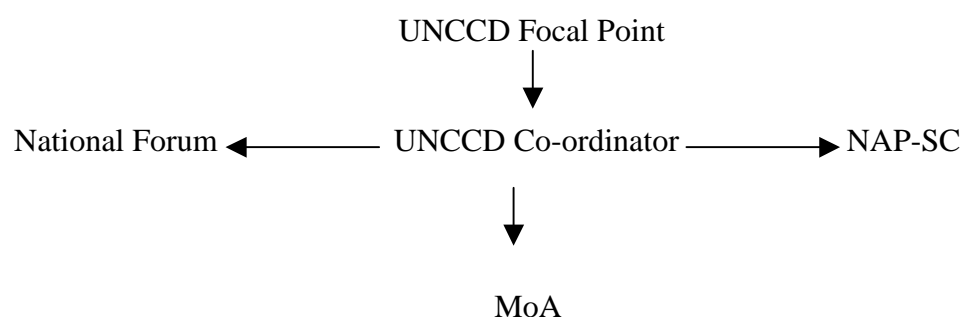 UNCCD Focal Point
National Forum UNCCD Co-ordinator NAP-SC
MoA